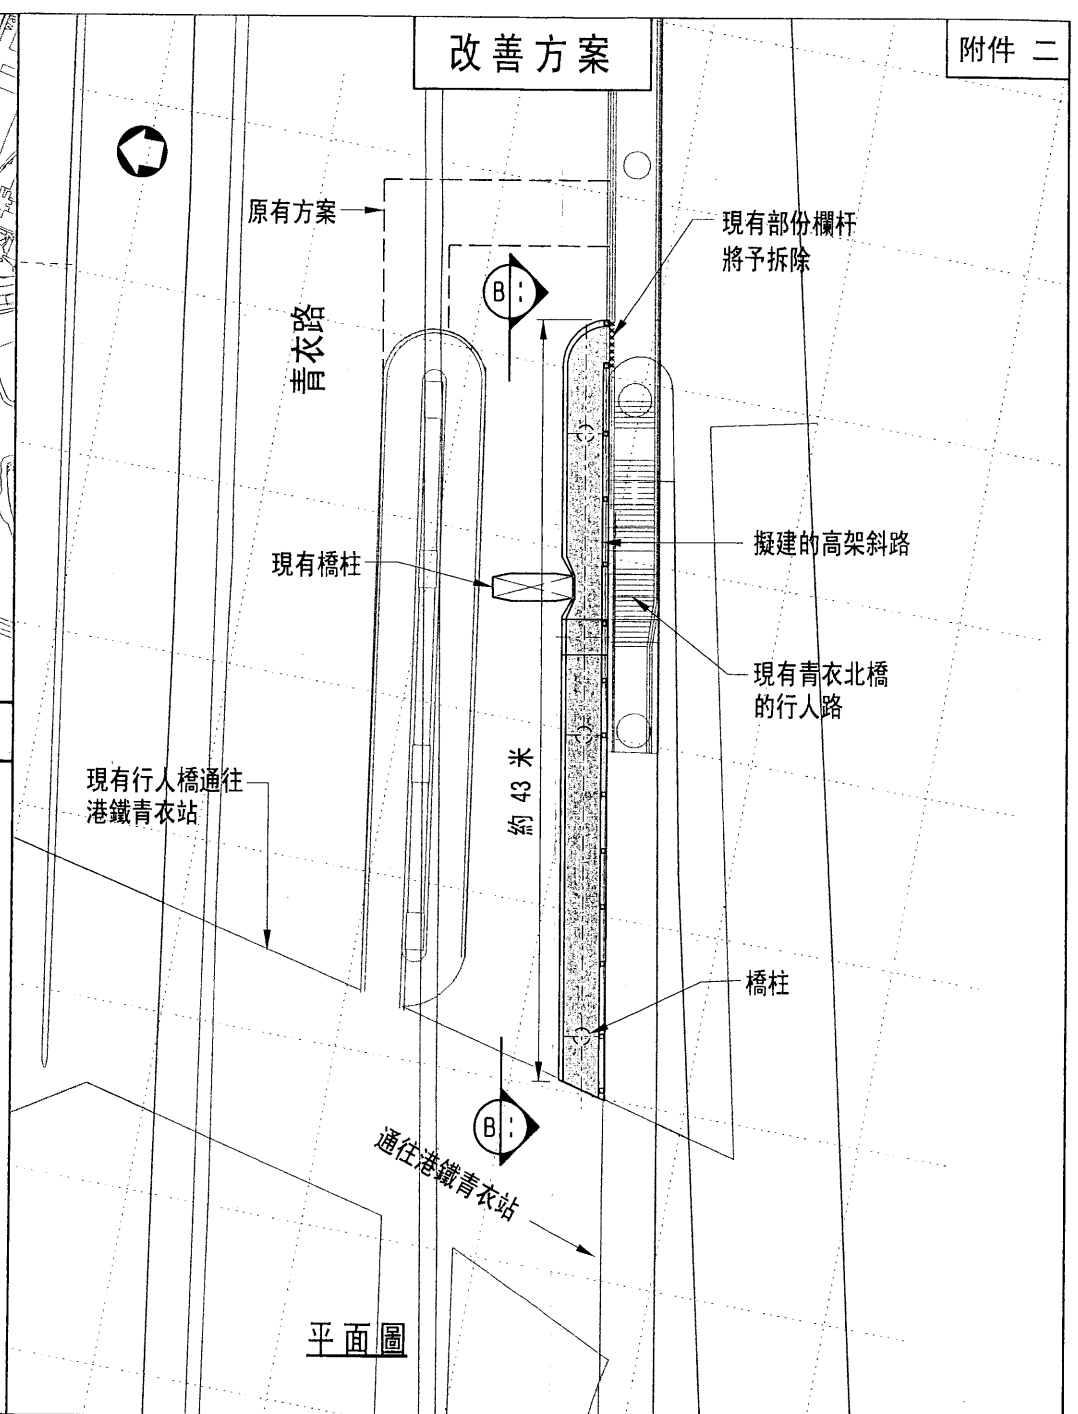 改善方案
附件 二
原有方案
現有部份欄杆
將予拆除
B
青衣路
擬建的高架斜路
現有橋柱
現有青衣北橋
的行人路
約 43 米
現有行人橋通往
港鐵青衣站
橋柱
B
通往港鐵青衣站
平面圖